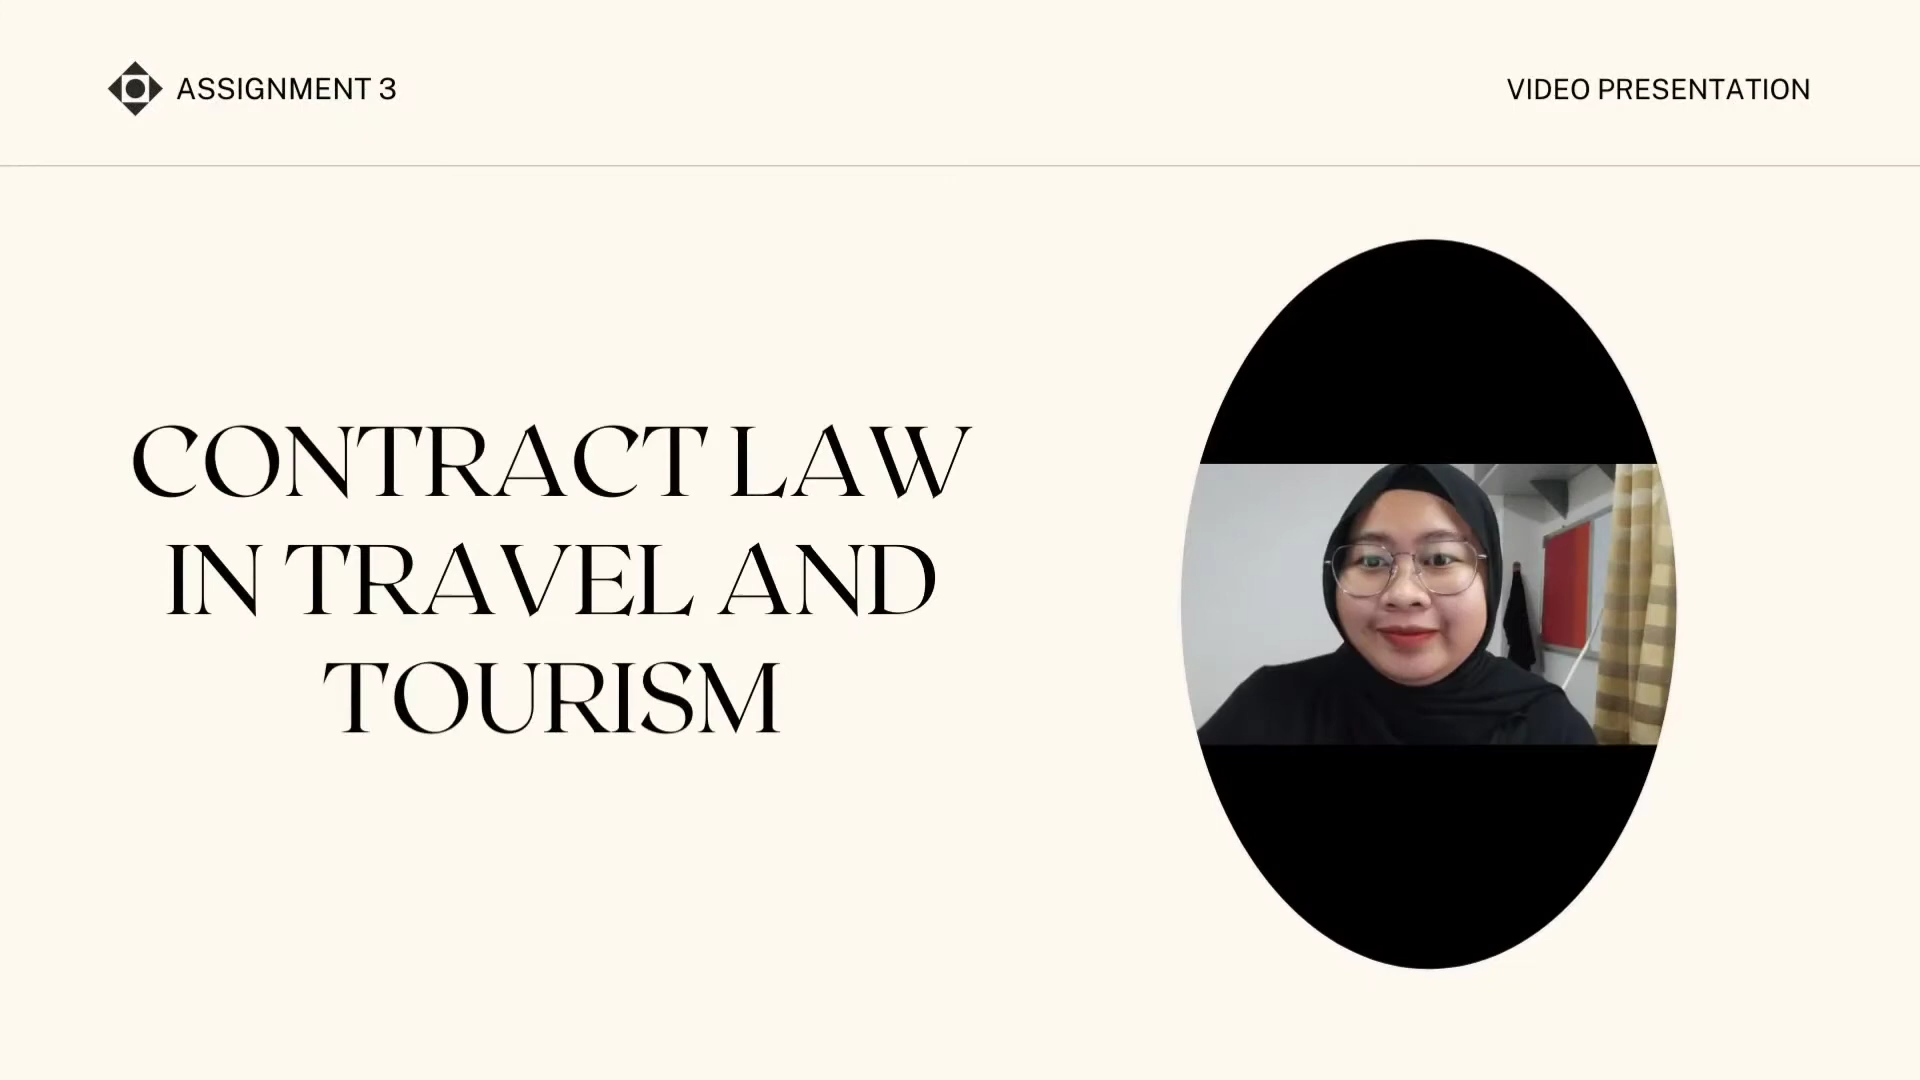 ASSIGNMENT 3
VIDEO PRESENTATION
CONTRACT LAW
IN TRAVEL AND
TOURISM